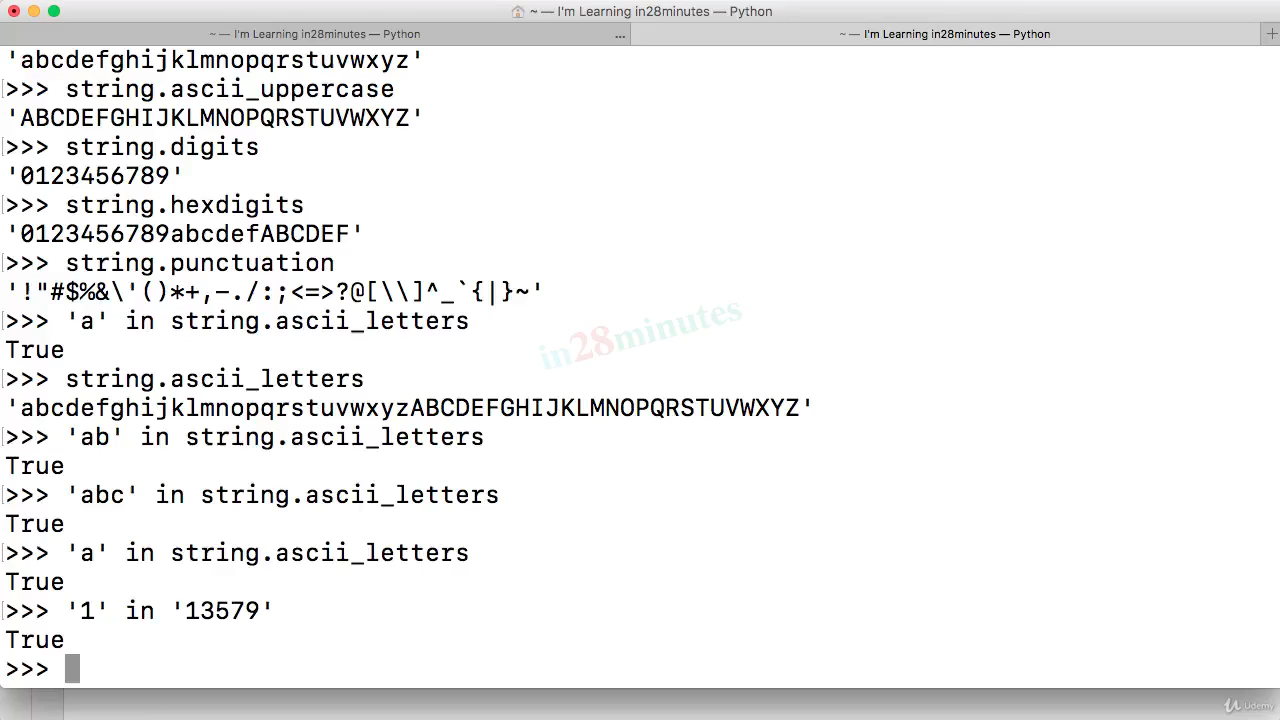 ~ — I'm Learning in28minutes — Python
~ — I'm Learning in28minutes — Python
...
~ — I'm Learning in28minutes — Python
'abcdefghijklmnopqrstuvwxyz'
>>> string.ascii_uppercase
'ABCDEFGHIJKLMNOPQRSTUVWXYZ'
>>> string.digits
'0123456789'
>>> string.hexdigits
'0123456789abcdefABCDEF'
>>> string.punctuation
'!"#$%&\'()*+,-./:;<=>?@[\\]^_`{|}~'
>>> 'a' in string.ascii_letters
True
in28minutes
>>> string.ascii_letters
'abcdefghijklmnopqrstuvwxyzABCDEFGHIJKLMNOPQRSTUVWXYZ'
>>> 'ab' in string.ascii_letters
True
>>> 'abc' in string.ascii_letters
True
>>> 'a' in string.ascii_letters
True
>>> '1' in '13579'
True
>>>
Udemy